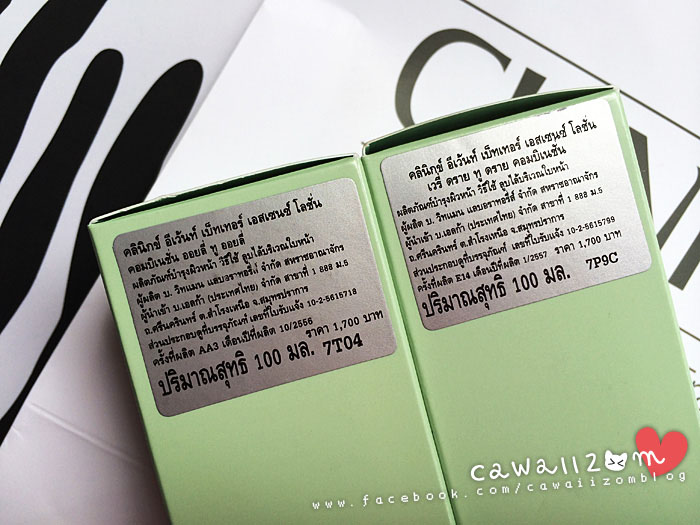 คลีนิกข์ อีเว้นท์ เบ็ทเทอร์ เอสเซนซ์ โลชั่น
คอมบิเนชั่น ออยลี่ ทู ออยลี่
ผลิตภัณฑ์บำรุงผิวหน้า วิธีใช้ ลูบไล้บริเวณใบหน้า
ผู้ผลิต บ. วิทแมน แลบอราทอรีส์ จำกัด สหราชอาณาจักร
ผู้นำเข้า บ.เอลก้า (ประเทศไทย) จำกัด สาขาที่ 1 888 ม.5
ถ.ศรีนครินทร์ ต.สำโรงเหนือ จ.สมุทรปราการ
ส่วนประกอบดูที่บรรจุภัณฑ์ เลขที่ใบรับแจ้ง 10-2-5615718
ครั้งที่ผลิต AA3 เดือนปีที่ผลิต 10/2556 ราคา 1,700 บาท
ปริมาณสุทธิ 100 มล. 7T04
คลีนิกข์ อีเว้นท์ เบ็ทเทอร์ เอสเซนซ์ โลชั่น
เวรี่ ดราย ทู ดราย คอมบิเนชั่น
ผลิตภัณฑ์บำรุงผิวหน้า วิธีใช้ ลูบไล้บริเวณใบหน้า
ผู้ผลิต บ. วิทแมน แลบอราทอรีส์ จำกัด สหราชอาณาจักร
ผู้นำเข้า บ.เอลก้า (ประเทศไทย) จำกัด สาขาที่ 1 888 ม.5
ถ.ศรีนครินทร์ ต.สำโรงเหนือ จ.สมุทรปราการ
ส่วนประกอบดูที่บรรจุภัณฑ์ เลขที่ใบรับแจ้ง 10-2-5615799
ครั้งที่ผลิต E14 เดือนปีที่ผลิต 1/2557 ราคา 1,700 บาท
ปริมาณสุทธิ 100 มล. 7P9C
cawaiizom
www.facebook.com/cawaiizomblog